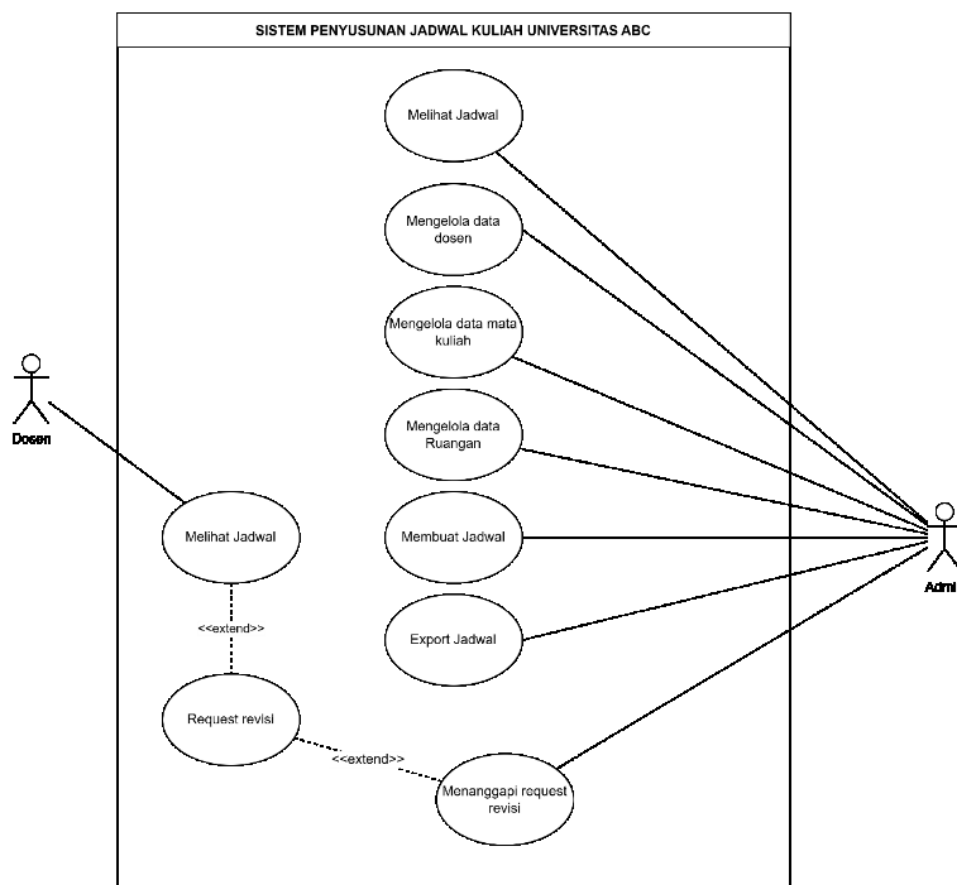 SISTEM PENYUSUNAN JADWAL KULIAH UNIVERSITAS ABC
Melihat Jadwal
Mengelola data
dosen
Mengelola data mata
kuliah
Dosen
Mengelola data
Ruangan
Melihat Jadwal
Membuat Jadwal
Admi
<<extend>>
Export Jadwal
Request revisi
<<extend>>
Menanggapi request
revisi